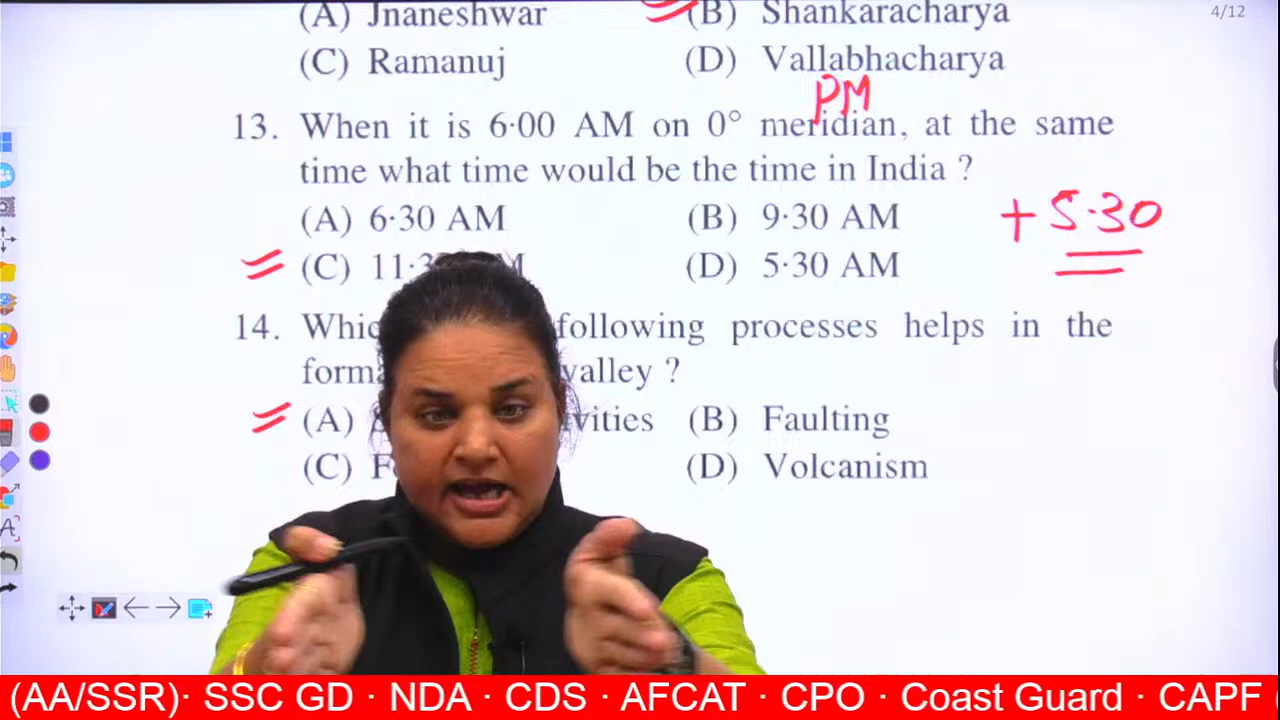 4/12
(A) Jnaneshwar (B) Shankaracharya
(C) Ramanuj (D) Vallabhacharya
PM
13. When it is 6·00 AM on 0° meridian, at the same
time what time would be the time in India ?
(A) 6·30 AM (B) 9·30 AM
+5·30
(C) 11·3 M (D) 5·30 AM
14. following processes helps in the
valley ?
(A) (B) Faulting
(C) (D) Volcanism
(AA/SSR)· SSC GD · NDA · CDS · AFCAT · CPO · Coast Guard · CAPF